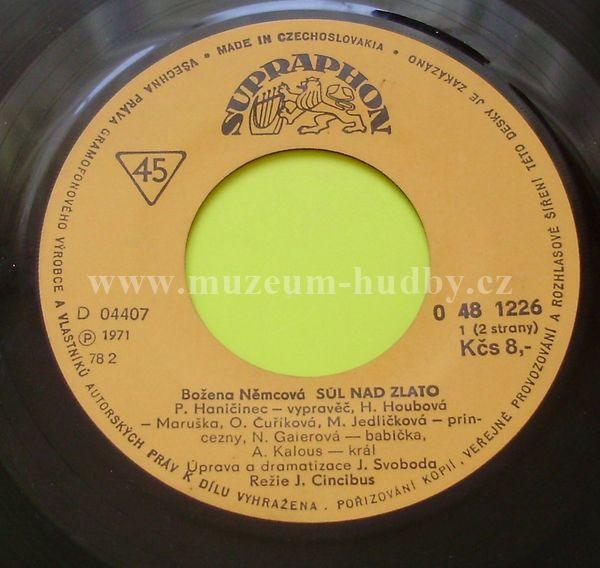 VŠECHNA PRÁVA GRAMOFONOVÉHO VÝROBCE A VLASTNÍKŮ AUTORSKÝCH PRÁV K DÍLU VYHRAŽENA. POŘIZOVÁNÍ KOPIÍ, VEŘEJNÉ PROVOZOVÁNÍ A ROZHLASOVÉ ŠÍŘENÍ TÉTO DESKY JE ZAKÁZÁNO • MADE IN CZECHOSLOVAKIA •
SUPRAPHON
45
www.muzeum-hudby.cz
D 04407
℗ 1971
78 2
0 48 1226
1 (2 strany)
Kčs 8,-
Božena Němcová SŮL NAD ZLATO
P. Haničinec – vypravěč, H. Houbová
– Maruška, O. Čuříková, M. Jedličková – prin-
cezny, N. Gaierová – babička,
A. Kalous – král
Úprava a dramatizace J. Svoboda
Režie J. Cincibus